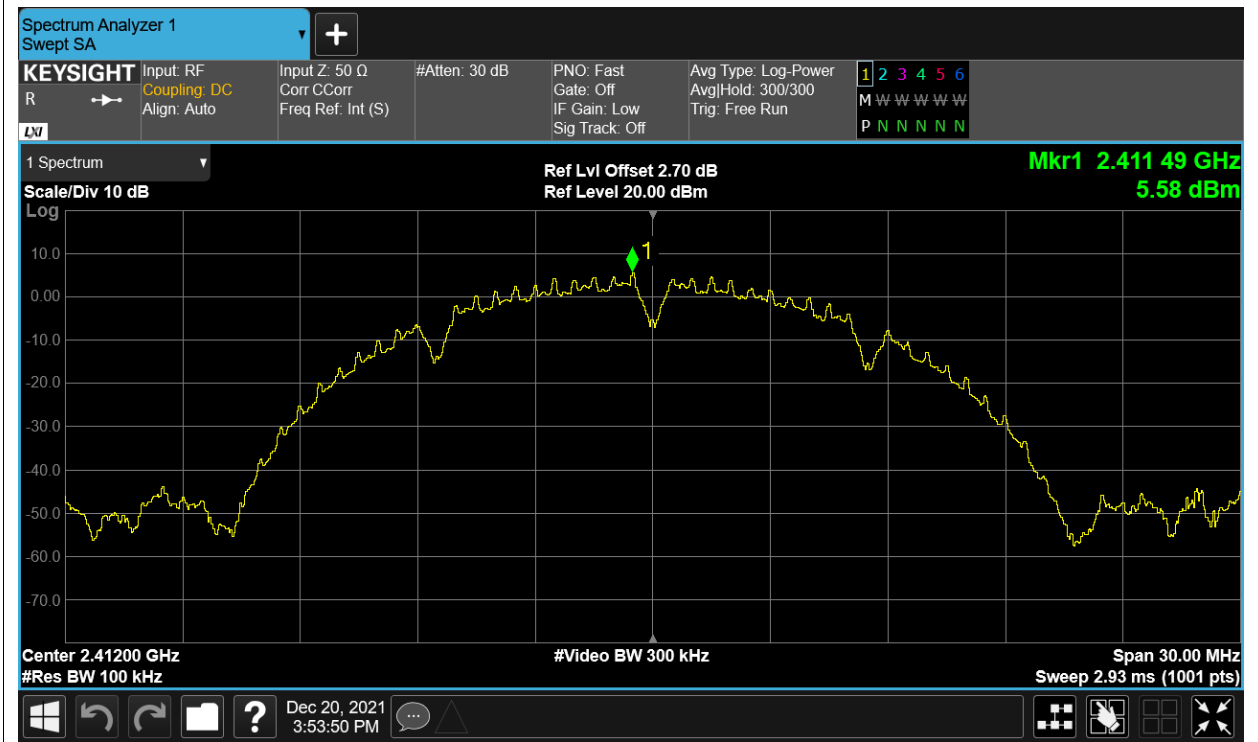 Spectrum Analyzer 1
Swept SA
+
KEYSIGHT
R
LXI
Input: RF
Coupling: DC
Align: Auto
Input Z: 50 Ω
Corr CCorr
Freq Ref: Int (S)
#Atten: 30 dB
PNO: Fast
Gate: Off
IF Gain: Low
Sig Track: Off
Avg Type: Log-Power
Avg|Hold: 300/300
Trig: Free Run
1 2 3 4 5 6
M W W W W W
P N N N N N
1 Spectrum
Scale/Div 10 dB
Ref Lvl Offset 2.70 dB
Ref Level 20.00 dBm
Mkr1 2.411 49 GHz
5.58 dBm
Log
1
10.0
0.00
-10.0
-20.0
-30.0
-40.0
-50.0
-60.0
-70.0
Center 2.41200 GHz
#Res BW 100 kHz
#Video BW 300 kHz
Span 30.00 MHz
Sweep 2.93 ms (1001 pts)
?
Dec 20, 2021
3:53:50 PM